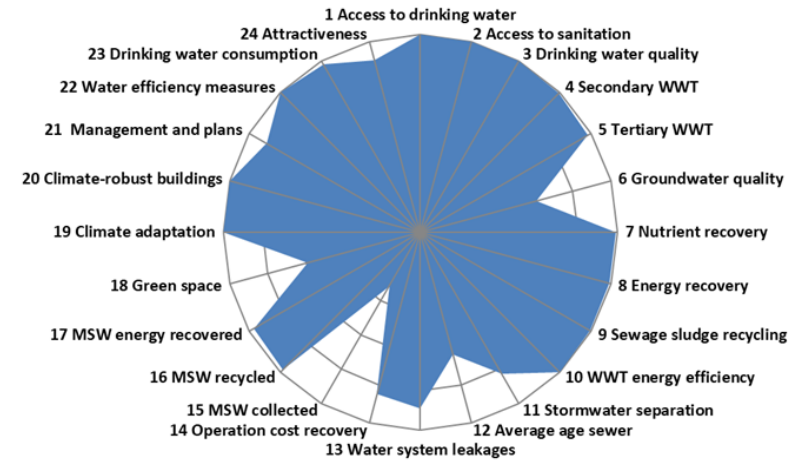 1 Access to drinking water
2 Access to sanitation
3 Drinking water quality
4 Secondary WWT
5 Tertiary WWT
6 Groundwater quality
7 Nutrient recovery
8 Energy recovery
9 Sewage sludge recycling
10 WWT energy efficiency
11 Stormwater separation
12 Average age sewer
13 Water system leakages
14 Operation cost recovery
15 MSW collected
16 MSW recycled
17 MSW energy recovered
18 Green space
19 Climate adaptation
20 Climate-robust buildings
21 Management and plans
22 Water efficiency measures
23 Drinking water consumption
24 Attractiveness